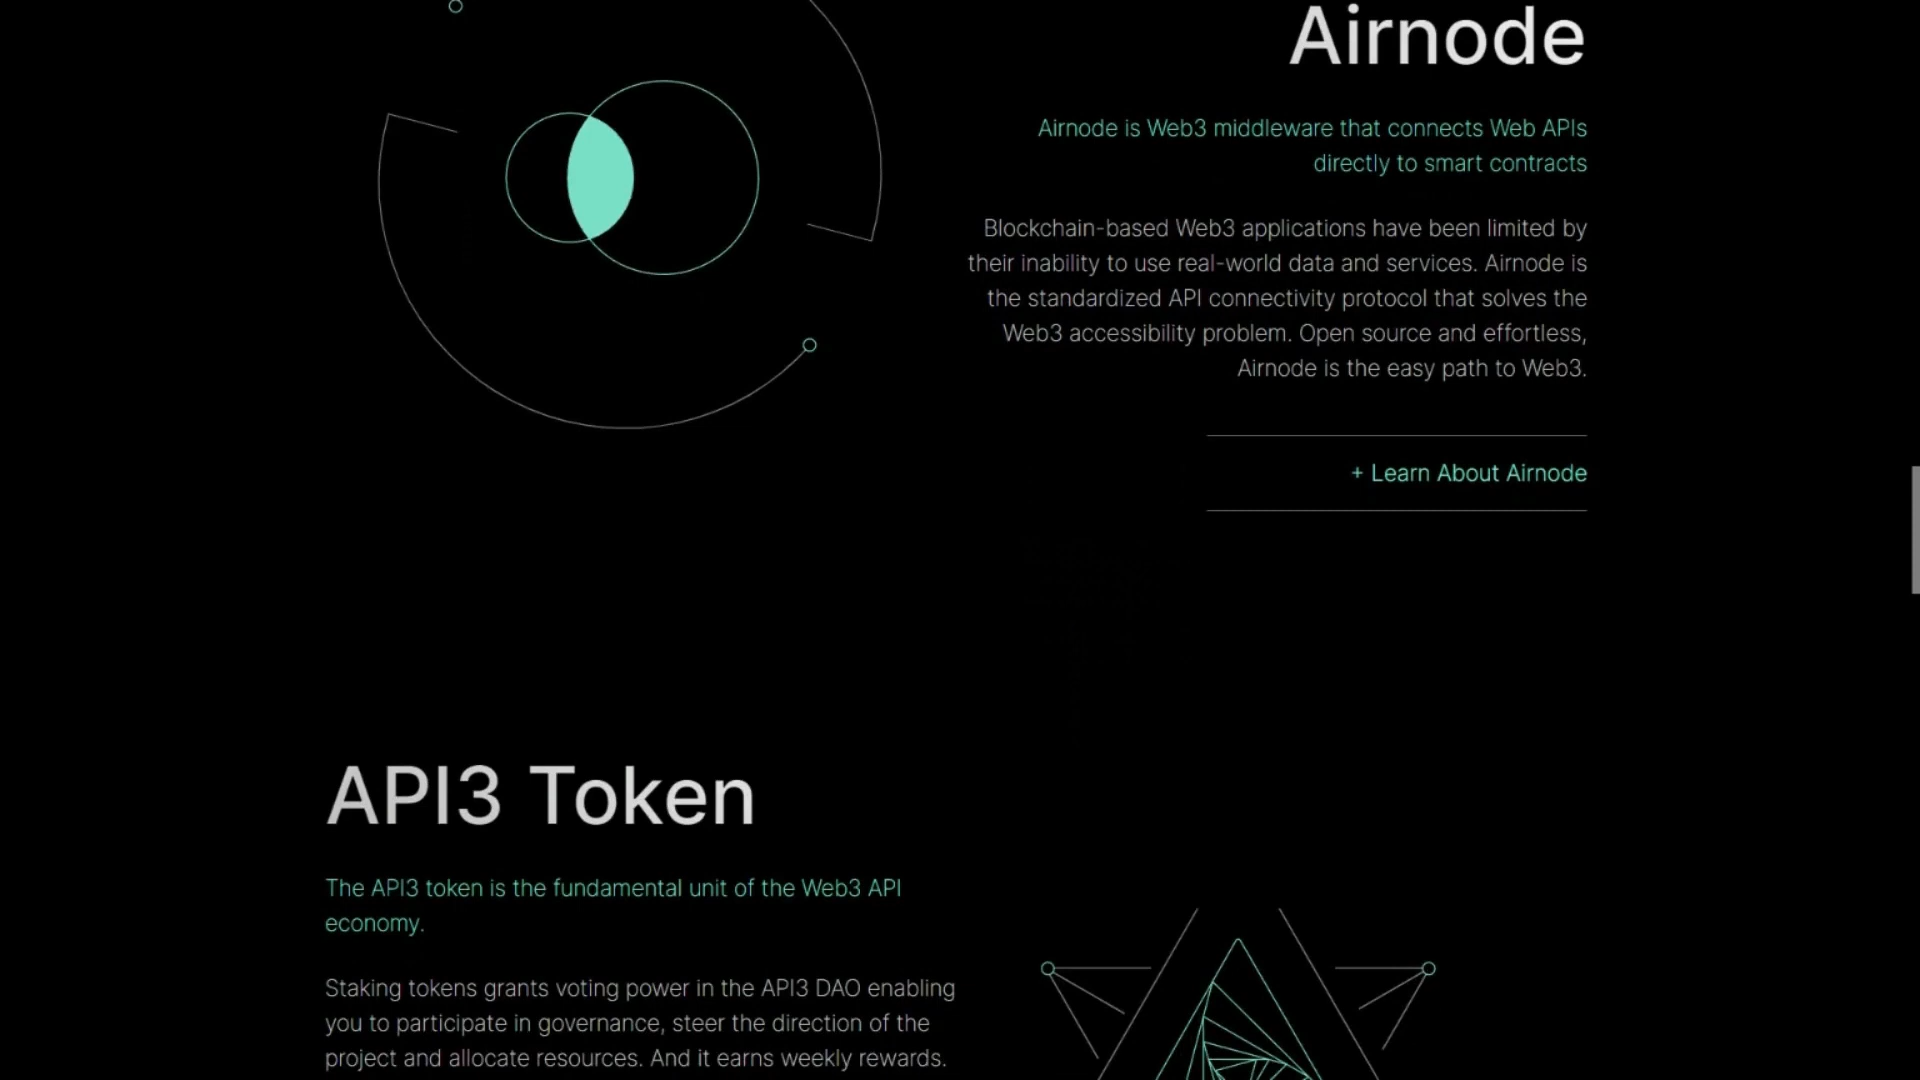 Airnode
Airnode is Web3 middleware that connects Web APIs
directly to smart contracts
Blockchain-based Web3 applications have been limited by
their inability to use real-world data and services. Airnode is
the standardized API connectivity protocol that solves the
Web3 accessibility problem. Open source and effortless,
Airnode is the easy path to Web3.
+ Learn About Airnode
API3 Token
The API3 token is the fundamental unit of the Web3 API
economy.
Staking tokens grants voting power in the API3 DAO enabling
you to participate in governance, steer the direction of the
project and allocate resources. And it earns weekly rewards.